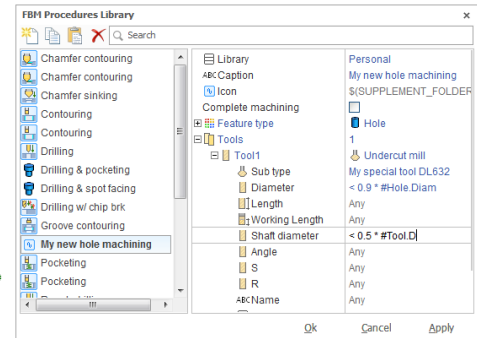 FBM Procedures Library
Search
Chamfer contouring
Chamfer contouring
Chamfer sinking
Contouring
Contouring
Drilling
Drilling & pocketing
Drilling & spot facing
Drilling w/ chip brk
Groove contouring
My new hole machining
Pocketing
Pocketing
Library Personal
ABC Caption My new hole machining
Icon $(SUPPLEMENT_FOLDER
Complete machining
Feature type Hole
Tools 1
Tool1 Undercut mill
Sub type My special tool DL632
Diameter < 0.9 * #Hole.Diam
Length Any
Working Length Any
Shaft diameter < 0.5 * #Tool.D
Angle Any
S Any
R Any
ABC Name Any
Ok Cancel Apply